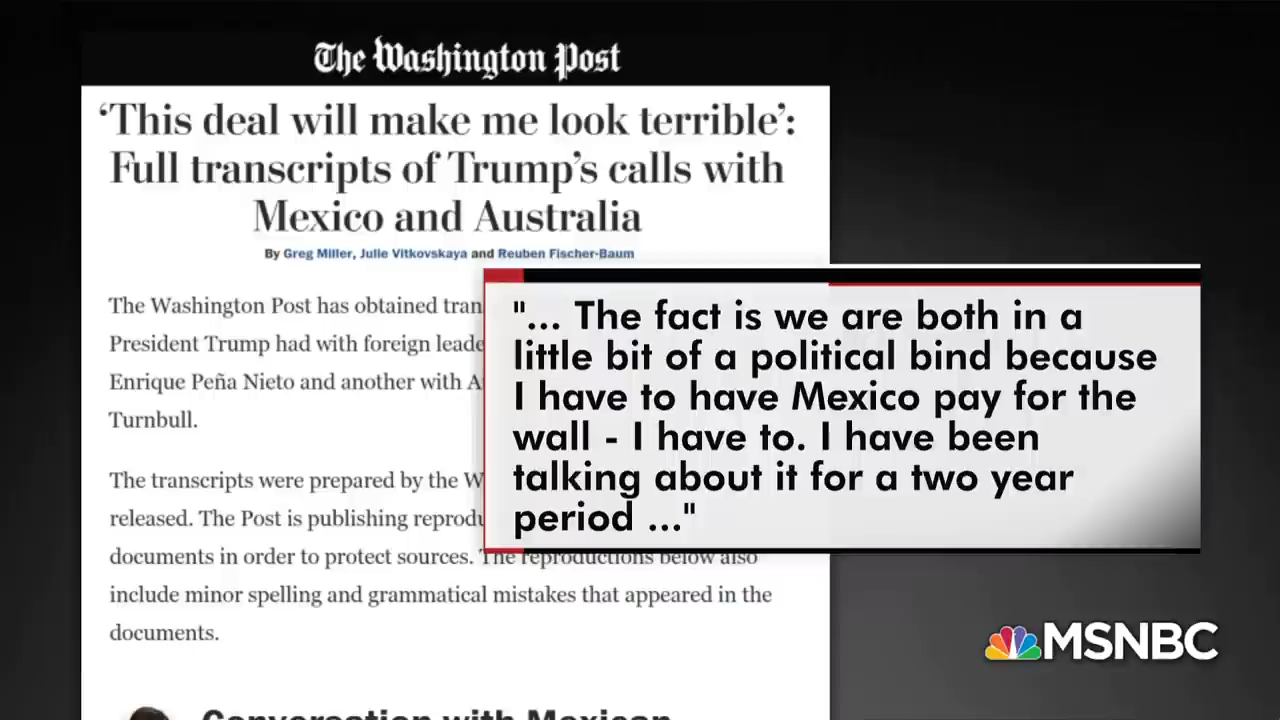 The Washington Post
‘This deal will make me look terrible’:
Full transcripts of Trump’s calls with
Mexico and Australia
By Greg Miller, Julie Vitkovskaya and Reuben Fischer-Baum
The Washington Post has obtained
President Trump had with foreign
Enrique Peña Nieto and another with
Turnbull.
The transcripts were prepared by the
released. The Post is publishing
documents in order to protect sources. The reproductions below also
include minor spelling and grammatical mistakes that appeared in the
documents.
Conversation with Mexican
"... The fact is we are both in a
little bit of a political bind because
I have to have Mexico pay for the
wall - I have to. I have been
talking about it for a two year
period ..."
MSNBC